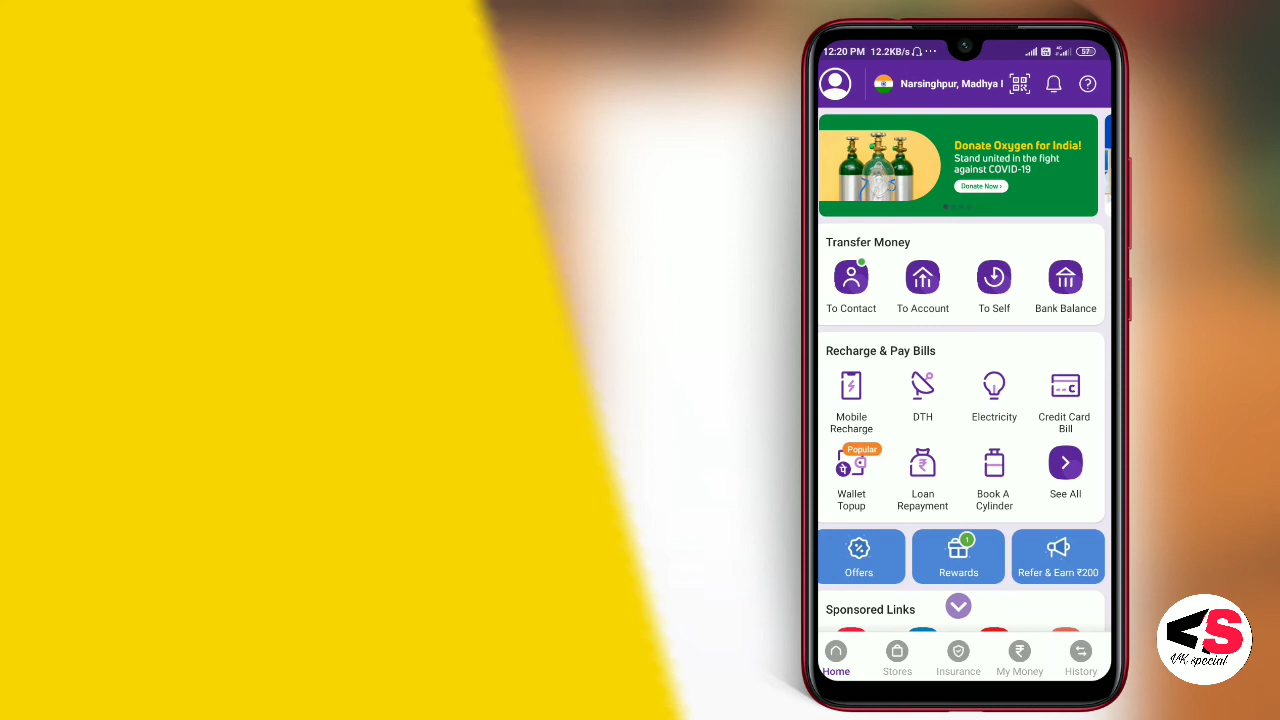 12:20 PM 12.2KB/s ···
4G
57
Narsinghpur, Madhya
Donate Oxygen for India!
Stand united in the fight
against COVID-19
Donate Now ›
Transfer Money
To Contact To Account To Self Bank Balance
Recharge & Pay Bills
Mobile Recharge
DTH
Electricity
Credit Card Bill
Popular
पे
₹
Wallet Topup
Loan Repayment
Book A Cylinder
See All
1
Offers Rewards Refer & Earn ₹200
Sponsored Links
₹
Home Stores Insurance My Money History
VK special